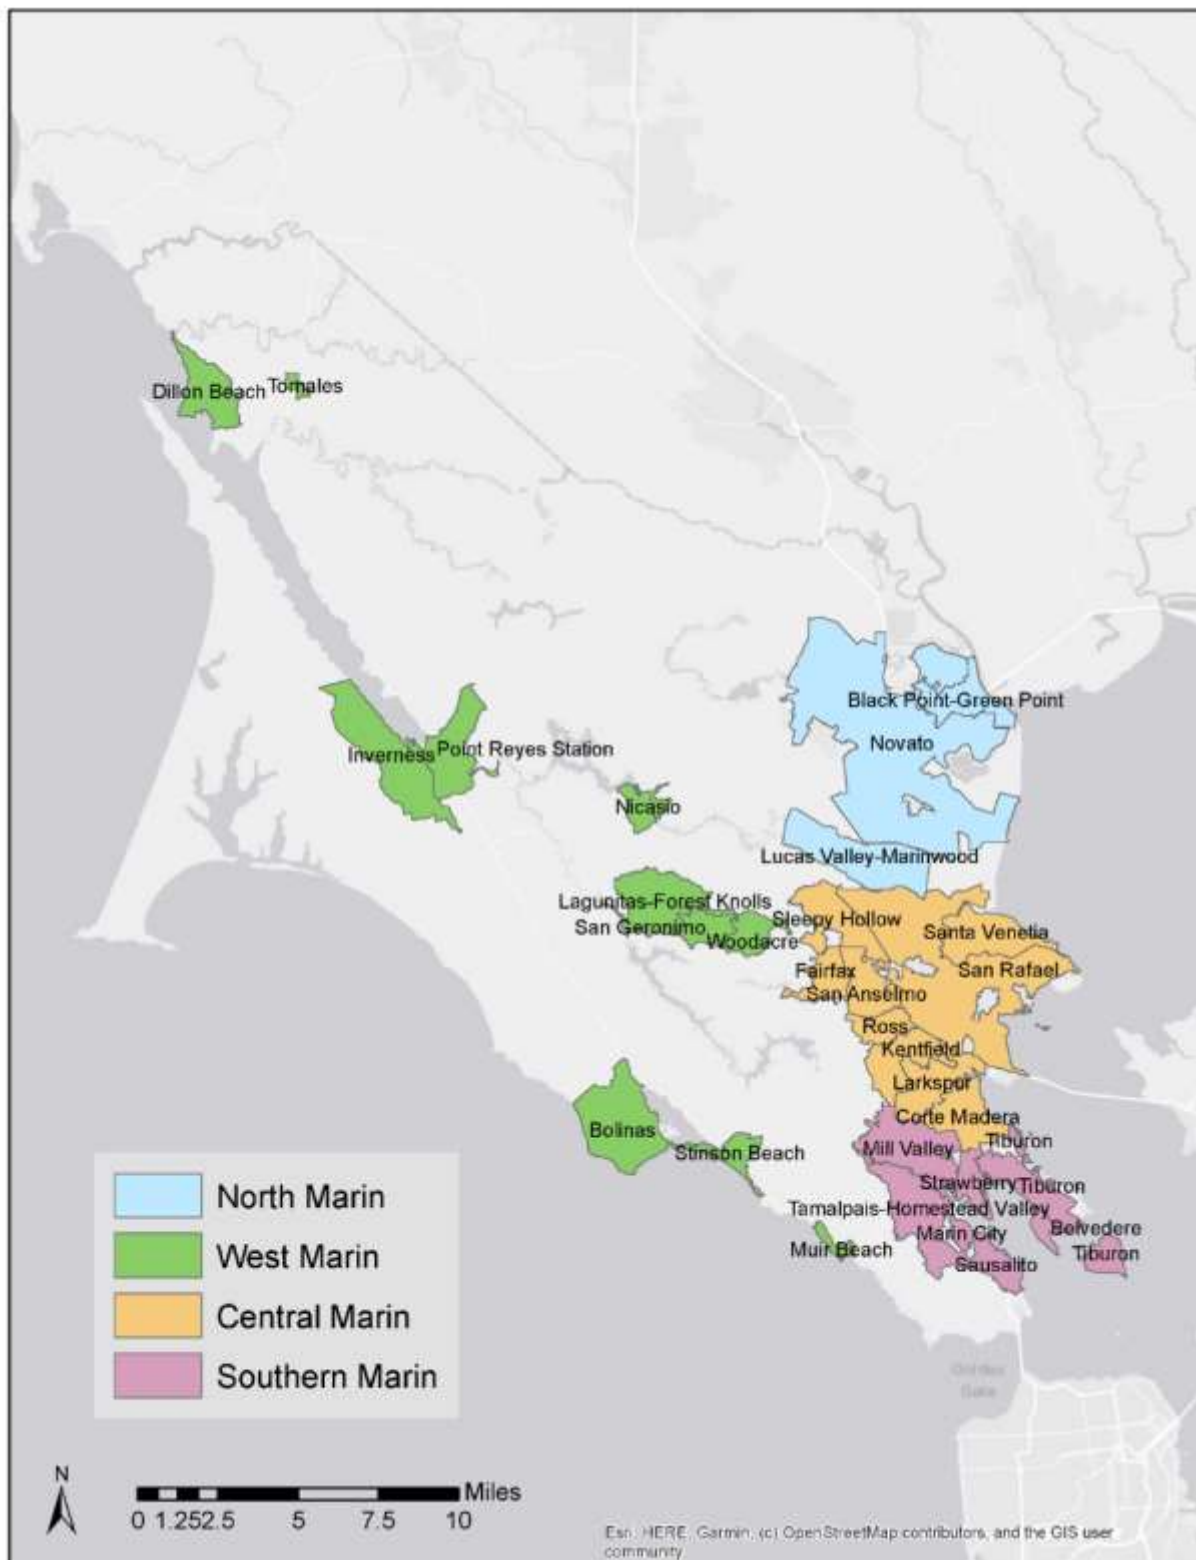 Dillon Beach
Tomales
Black Point-Green Point
Novato
Inverness
Point Reyes Station
Nicasio
Lucas Valley-Marinwood
Lagunitas-Forest Knolls
San Geronimo
Woodacre
Sleepy Hollow
Santa Venetia
Fairfax
San Rafael
San Anselmo
Ross
Kentfield
Larkspur
Corte Madera
Bolinas
Stinson Beach
Mill Valley
Tiburon
Strawberry
Tiburon
Tamalpais-Homestead Valley
Marin City
Belvedere
Muir Beach
Sausalito
Tiburon
Golden
Gate
North Marin
West Marin
Central Marin
Southern Marin
N
Miles
0 1.252.5 5 7.5 10
Esri, HERE, Garmin, (c) OpenStreetMap contributors, and the GIS user
community